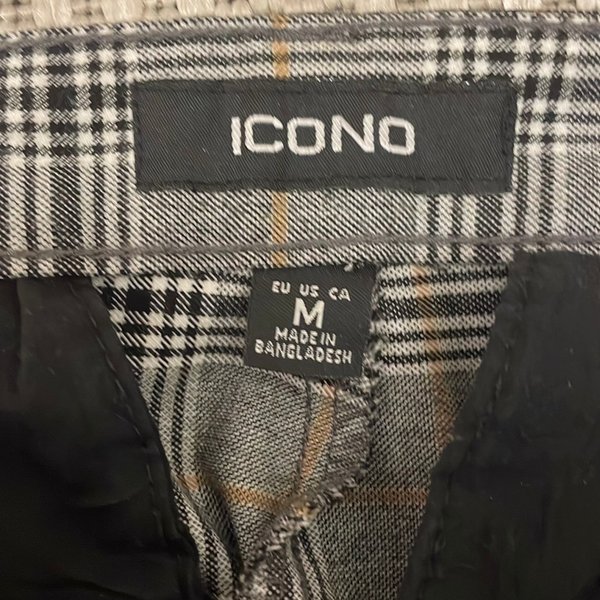 ICONO
EU US CA
M
MADE IN
BANGLADESH